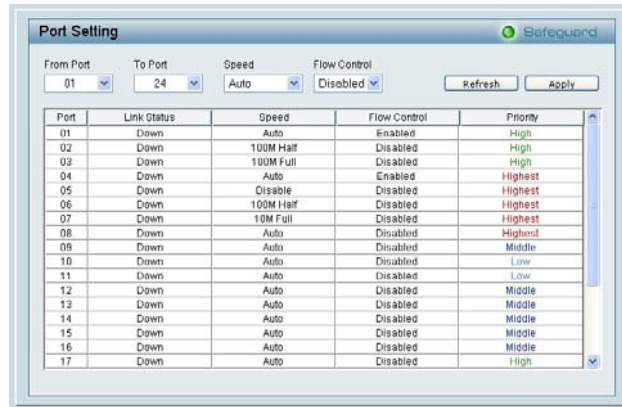 Port Setting
Safeguard
From Port To Port Speed Flow Control
01 24 Auto Disabled Refresh Apply
Port Link Status Speed Flow Control Priority
01 Down Auto Enabled High
02 Down 100M Half Disabled High
03 Down 100M Full Disabled High
04 Down Auto Enabled Highest
05 Down Disable Disabled Highest
06 Down 100M Half Disabled Highest
07 Down 10M Full Disabled Highest
08 Down Auto Disabled Highest
09 Down Auto Disabled Middle
10 Down Auto Disabled Low
11 Down Auto Disabled Low
12 Down Auto Disabled Middle
13 Down Auto Disabled Middle
14 Down Auto Disabled Middle
15 Down Auto Disabled Middle
16 Down Auto Disabled Middle
17 Down Auto Disabled High